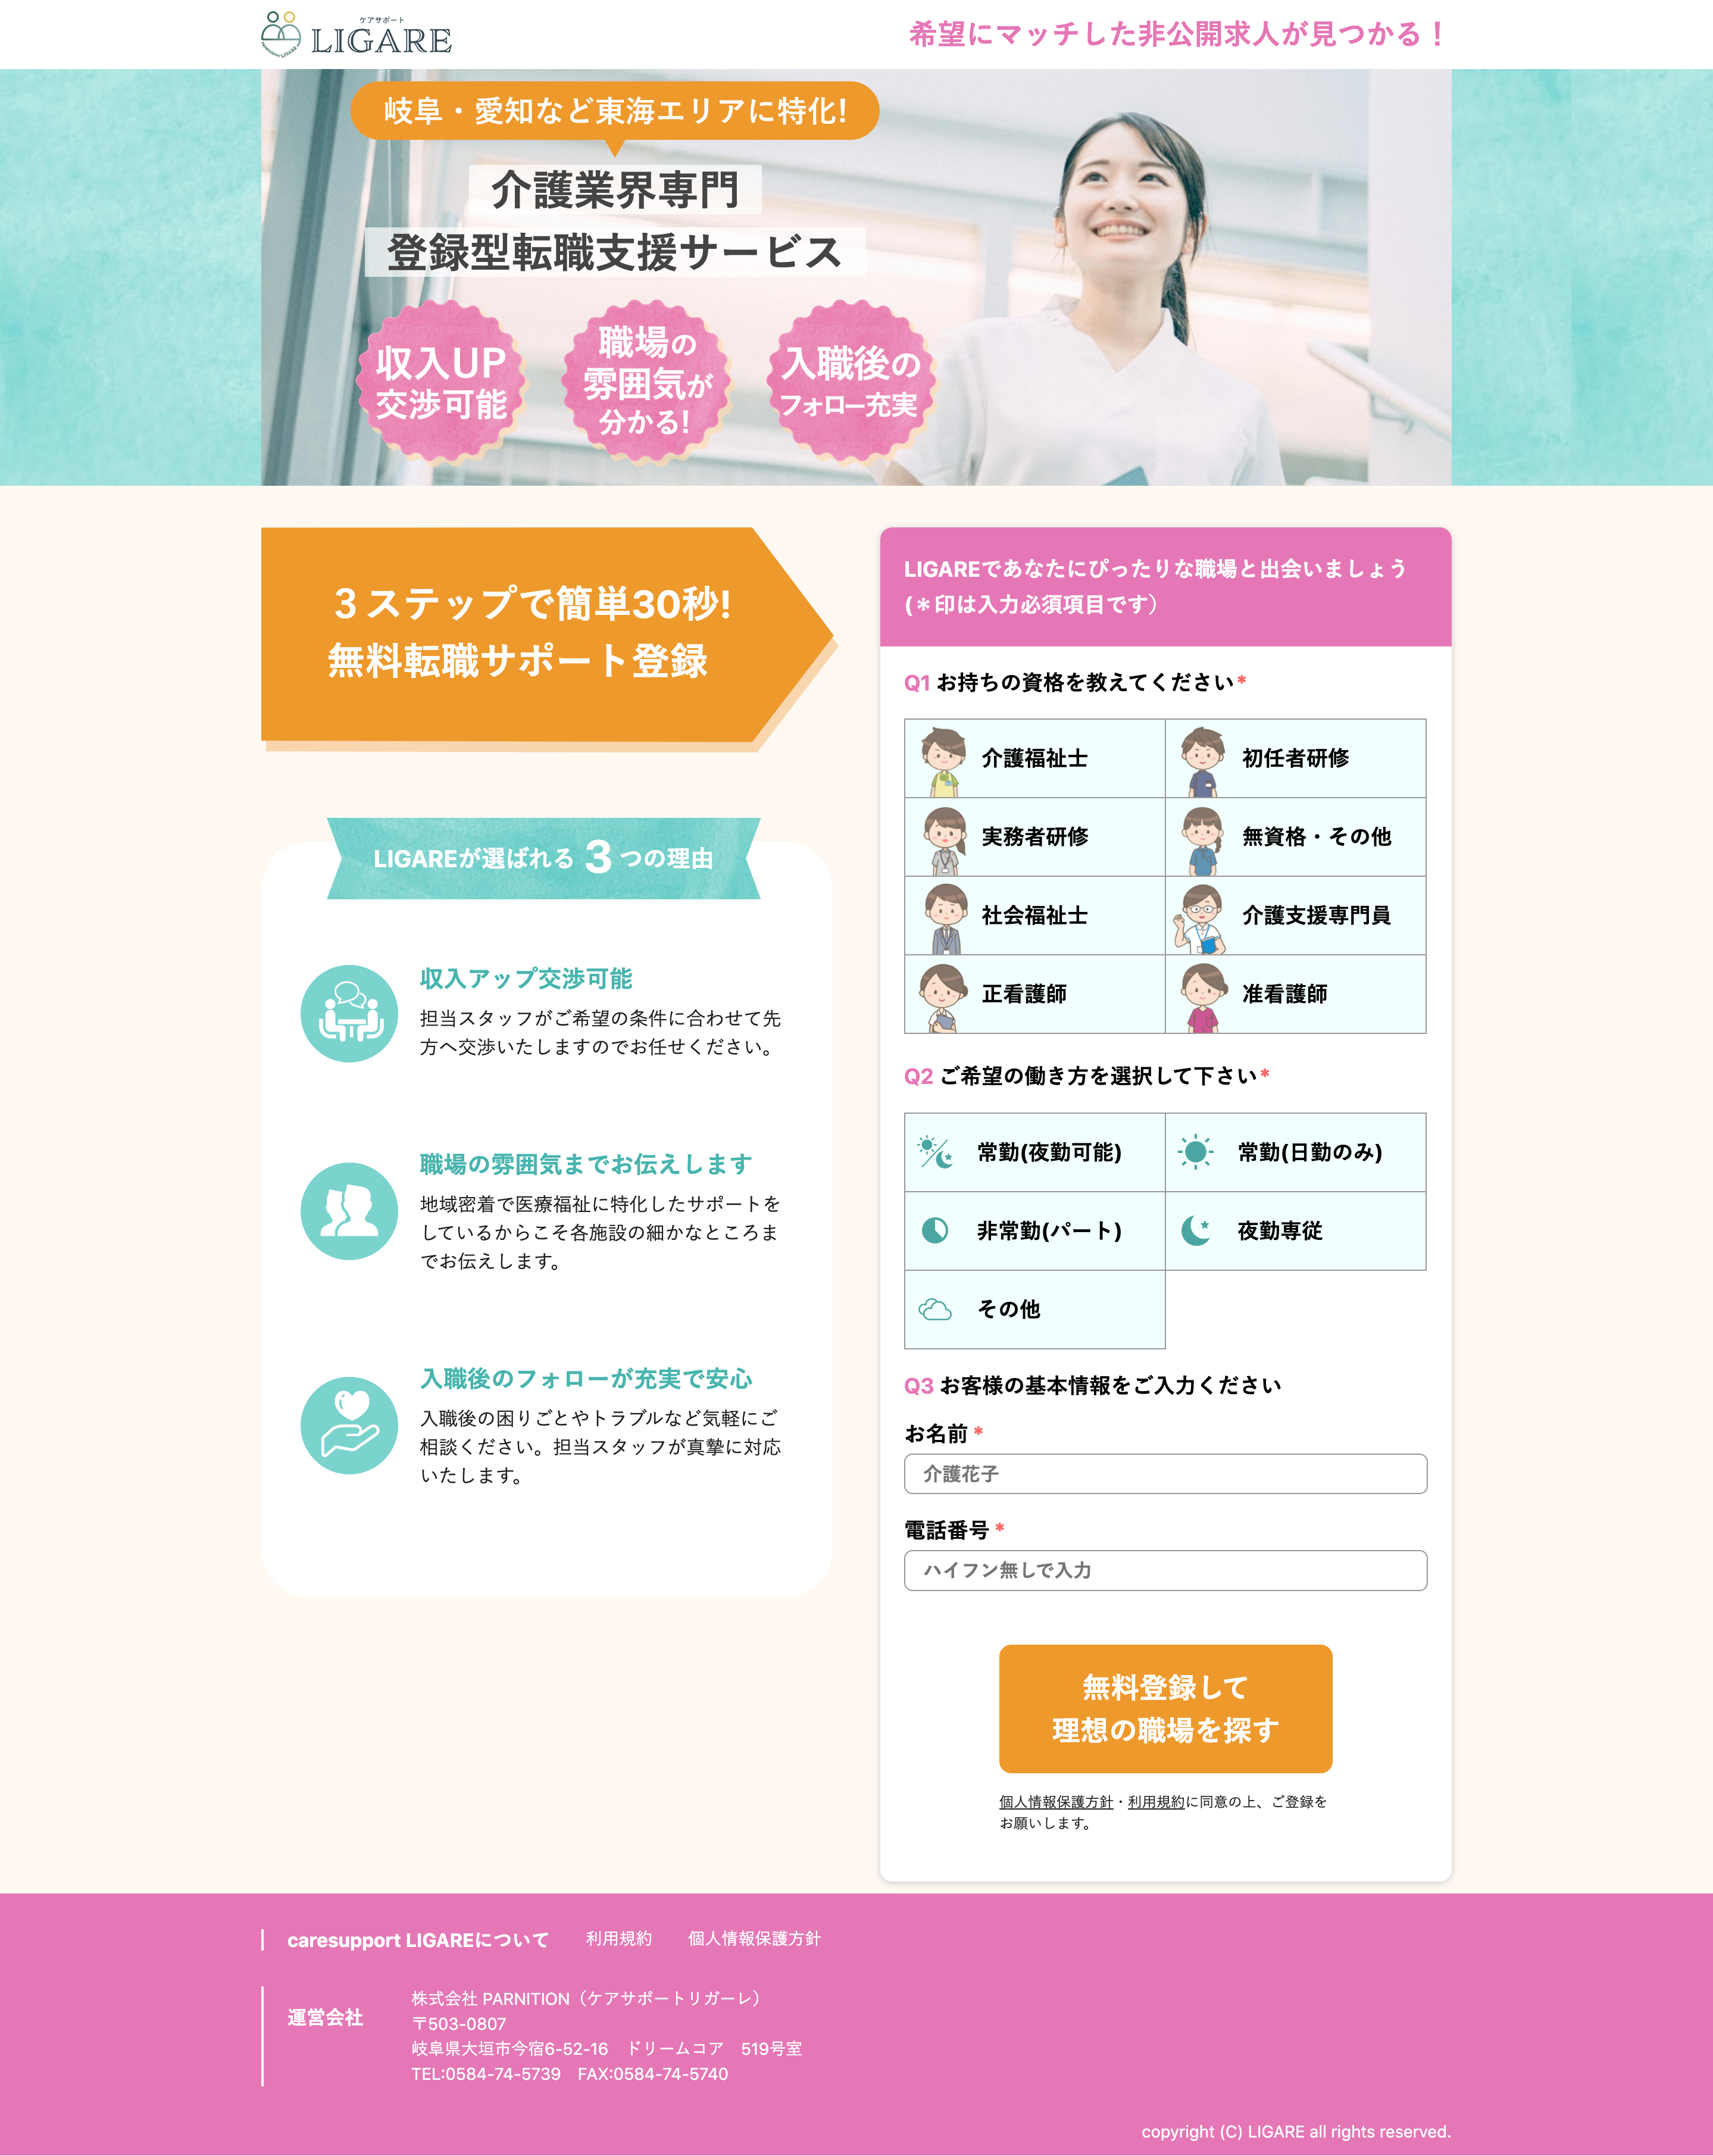 ケアサポート
LIGARE
希望にマッチした非公開求人が見つかる！
岐阜・愛知など東海エリアに特化!
介護業界専門
登録型転職支援サービス
収入UP
交渉可能
職場の
雰囲気が
分かる!
入職後の
フォロー充実
３ステップで簡単30秒!
無料転職サポート登録
LIGAREが選ばれる 3 つの理由
収入アップ交渉可能
担当スタッフがご希望の条件に合わせて先
方へ交渉いたしますのでお任せください。
職場の雰囲気までお伝えします
地域密着で医療福祉に特化したサポートを
しているからこそ各施設の細かなところま
でお伝えします。
入職後のフォローが充実で安心
入職後の困りごとやトラブルなど気軽にご
相談ください。担当スタッフが真摯に対応
いたします。
LIGAREであなたにぴったりな職場と出会いましょう
(＊印は入力必須項目です）
Q1 お持ちの資格を教えてください*
介護福祉士
初任者研修
実務者研修
無資格・その他
社会福祉士
介護支援専門員
正看護師
准看護師
Q2 ご希望の働き方を選択して下さい*
常勤(夜勤可能)
常勤(日勤のみ)
非常勤(パート)
夜勤専従
その他
Q3 お客様の基本情報をご入力ください
お名前 *
介護花子
電話番号 *
ハイフン無しで入力
無料登録して
理想の職場を探す
個人情報保護方針・利用規約に同意の上、ご登録を
お願いします。
caresupport LIGAREについて
利用規約
個人情報保護方針
運営会社
株式会社 PARNITION（ケアサポートリガーレ）
〒503-0807
岐阜県大垣市今宿6-52-16　ドリームコア　519号室
TEL:0584-74-5739　FAX:0584-74-5740
copyright (C) LIGARE all rights reserved.